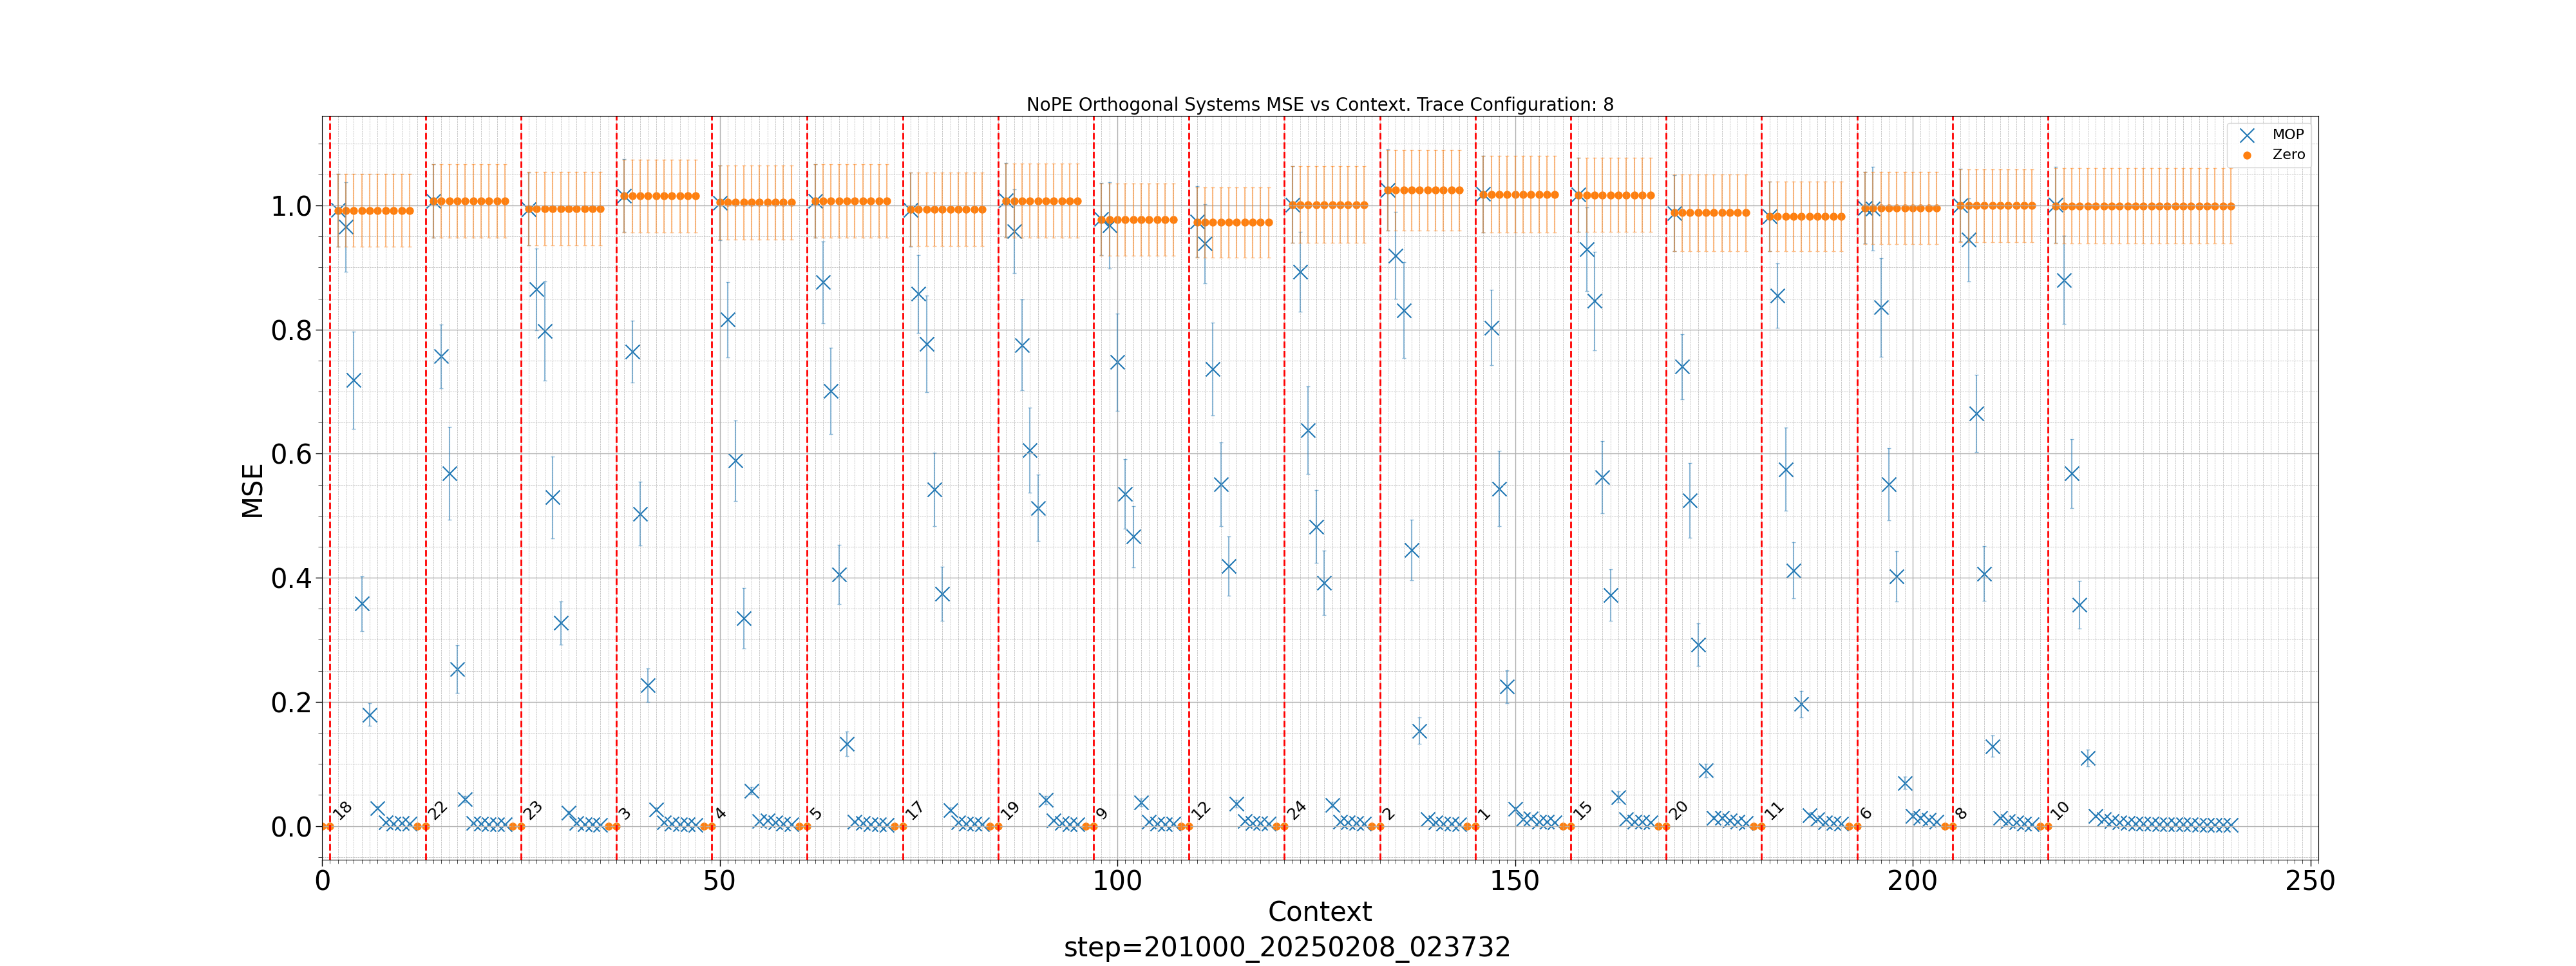 NoPE Orthogonal Systems MSE vs Context. Trace Configuration: 8
MOP
Zero
MSE
1.0
0.8
0.6
0.4
0.2
0.0
18 22 23 3 4 5 17 19 9 12 24 2 1 15 20 11 6 8 10
0 50 100 150 200 250
Context
step=201000_20250208_023732